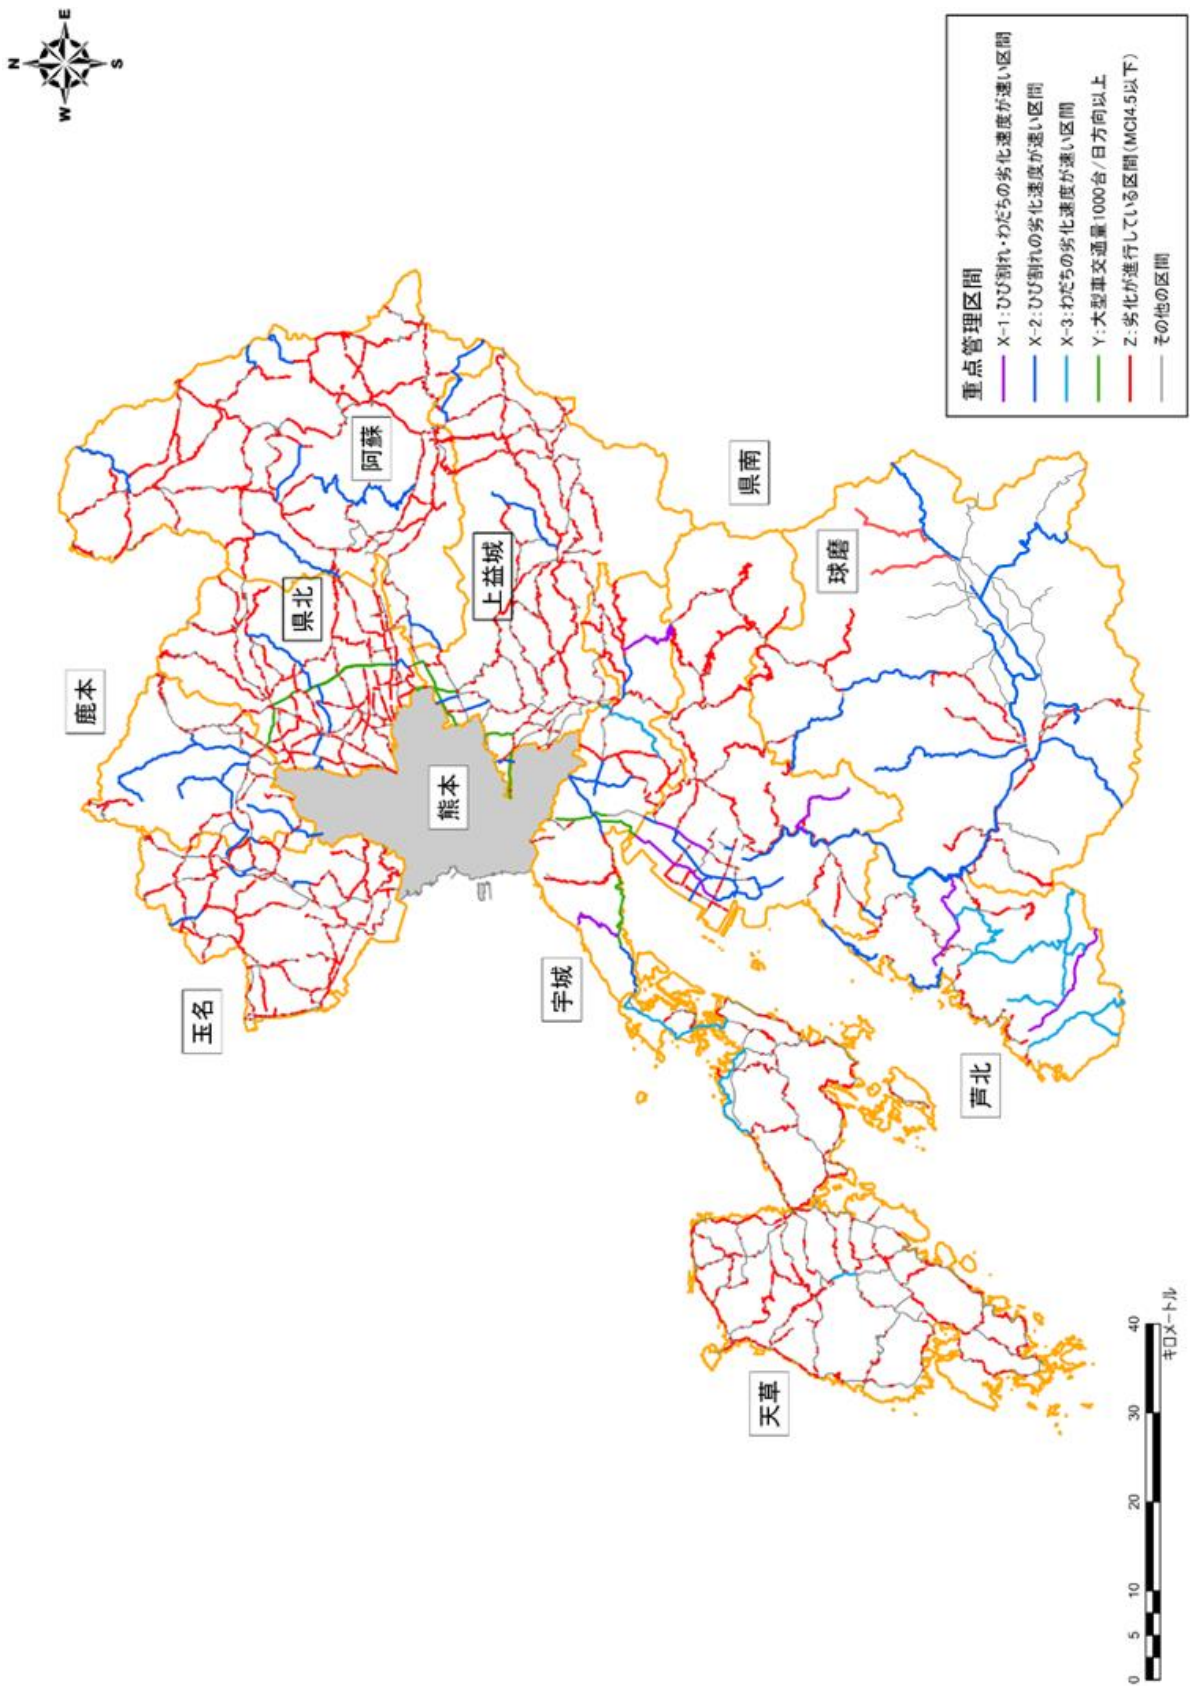 N
E
W
S
鹿本
県北
阿蘇
玉名
熊本
上益城
宇城
県南
球磨
天草
芦北
重点管理区間
X-1:ひび割れ・わだちの劣化速度が速い区間
X-2:ひび割れの劣化速度が速い区間
X-3:わだちの劣化速度が速い区間
Y:大型車交通量1000台/日方向以上
Z:劣化が進行している区間(MCI4.5以下)
その他の区間
0 5 10 20 30 40
キロメートル